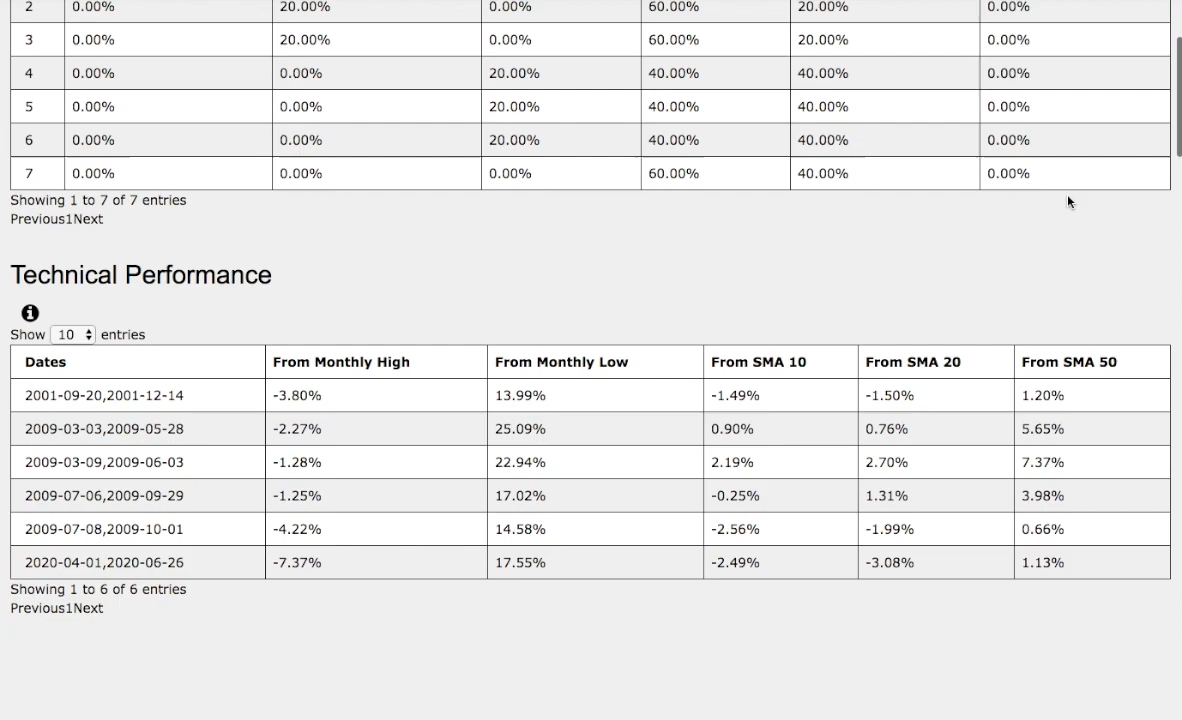 2 0.00% 20.00% 0.00% 60.00% 20.00% 0.00%
3 0.00% 20.00% 0.00% 60.00% 20.00% 0.00%
4 0.00% 0.00% 20.00% 40.00% 40.00% 0.00%
5 0.00% 0.00% 20.00% 40.00% 40.00% 0.00%
6 0.00% 0.00% 20.00% 40.00% 40.00% 0.00%
7 0.00% 0.00% 0.00% 60.00% 40.00% 0.00%
Showing 1 to 7 of 7 entries
Previous1Next
Technical Performance
Show 10 entries
Dates From Monthly High From Monthly Low From SMA 10 From SMA 20 From SMA 50
2001-09-20,2001-12-14 -3.80% 13.99% -1.49% -1.50% 1.20%
2009-03-03,2009-05-28 -2.27% 25.09% 0.90% 0.76% 5.65%
2009-03-09,2009-06-03 -1.28% 22.94% 2.19% 2.70% 7.37%
2009-07-06,2009-09-29 -1.25% 17.02% -0.25% 1.31% 3.98%
2009-07-08,2009-10-01 -4.22% 14.58% -2.56% -1.99% 0.66%
2020-04-01,2020-06-26 -7.37% 17.55% -2.49% -3.08% 1.13%
Showing 1 to 6 of 6 entries
Previous1Next